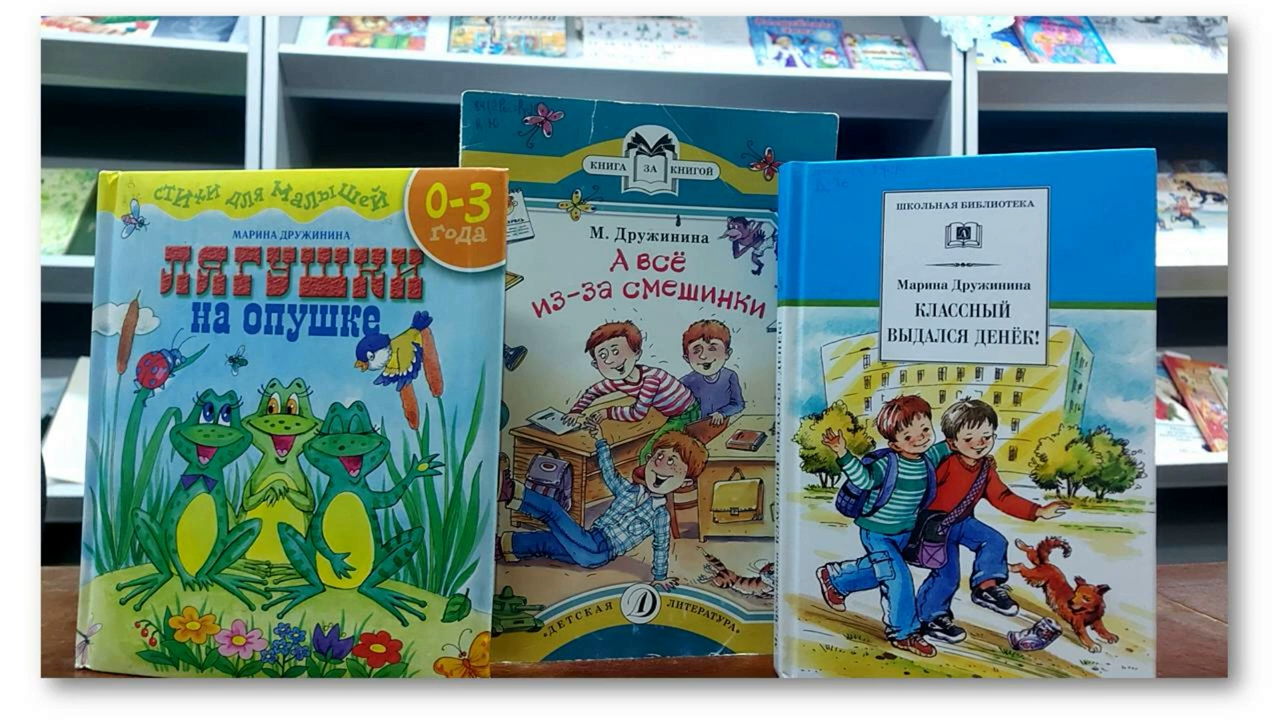 СТИХИ ДЛЯ МАЛЫШЕЙ
0-3
года
МАРИНА ДРУЖИНИНА
ЛЯГУШКИ
НА ОПУШКЕ
КНИГА ЗА КНИГОЙ
М. Дружинина
А всё
из-за смешинки
"ДЕТСКАЯ ЛИТЕРАТУРА"
ШКОЛЬНАЯ БИБЛИОТЕКА
Марина Дружинина
КЛАССНЫЙ
ВЫДАЛСЯ ДЕНЁК!